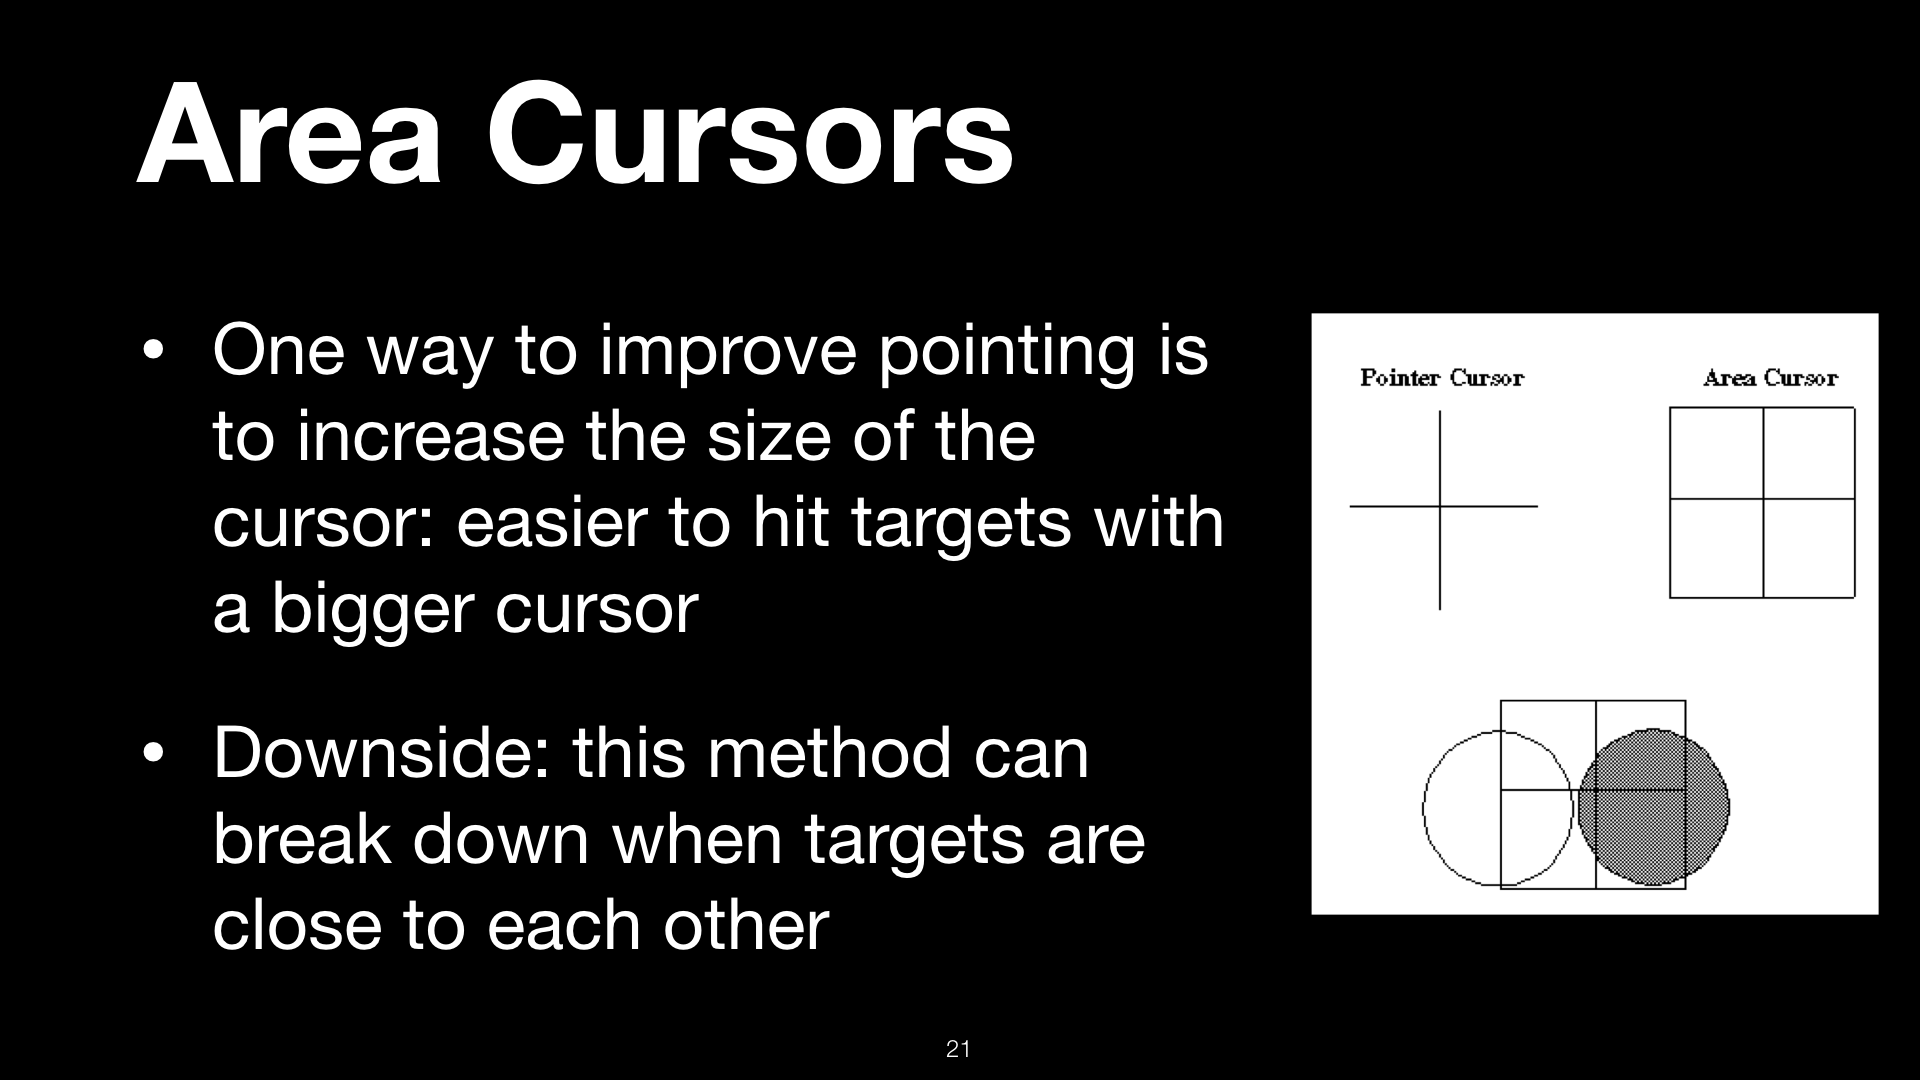 Area Cursors
• One way to improve pointing is
to increase the size of the
cursor: easier to hit targets with
a bigger cursor
• Downside: this method can
break down when targets are
close to each other
Pointer Cursor
Area Cursor
21